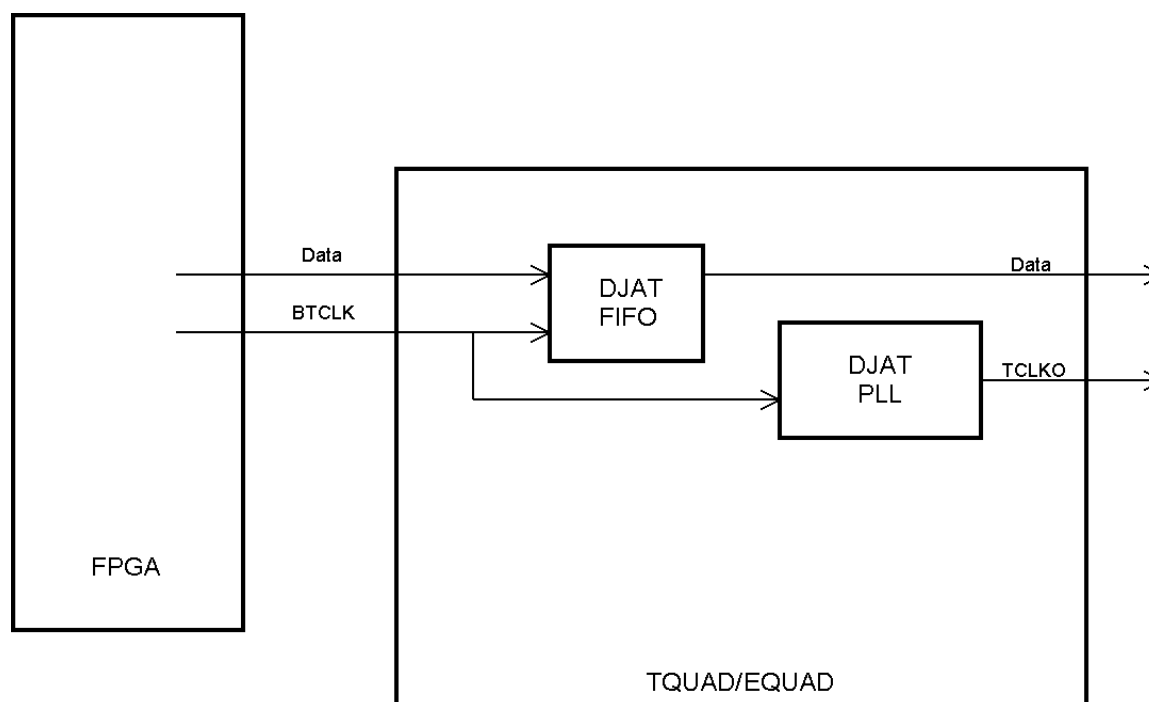 Data
BTCLK
DJAT
FIFO
Data
DJAT
PLL
TCLKO
FPGA
TQUAD/EQUAD